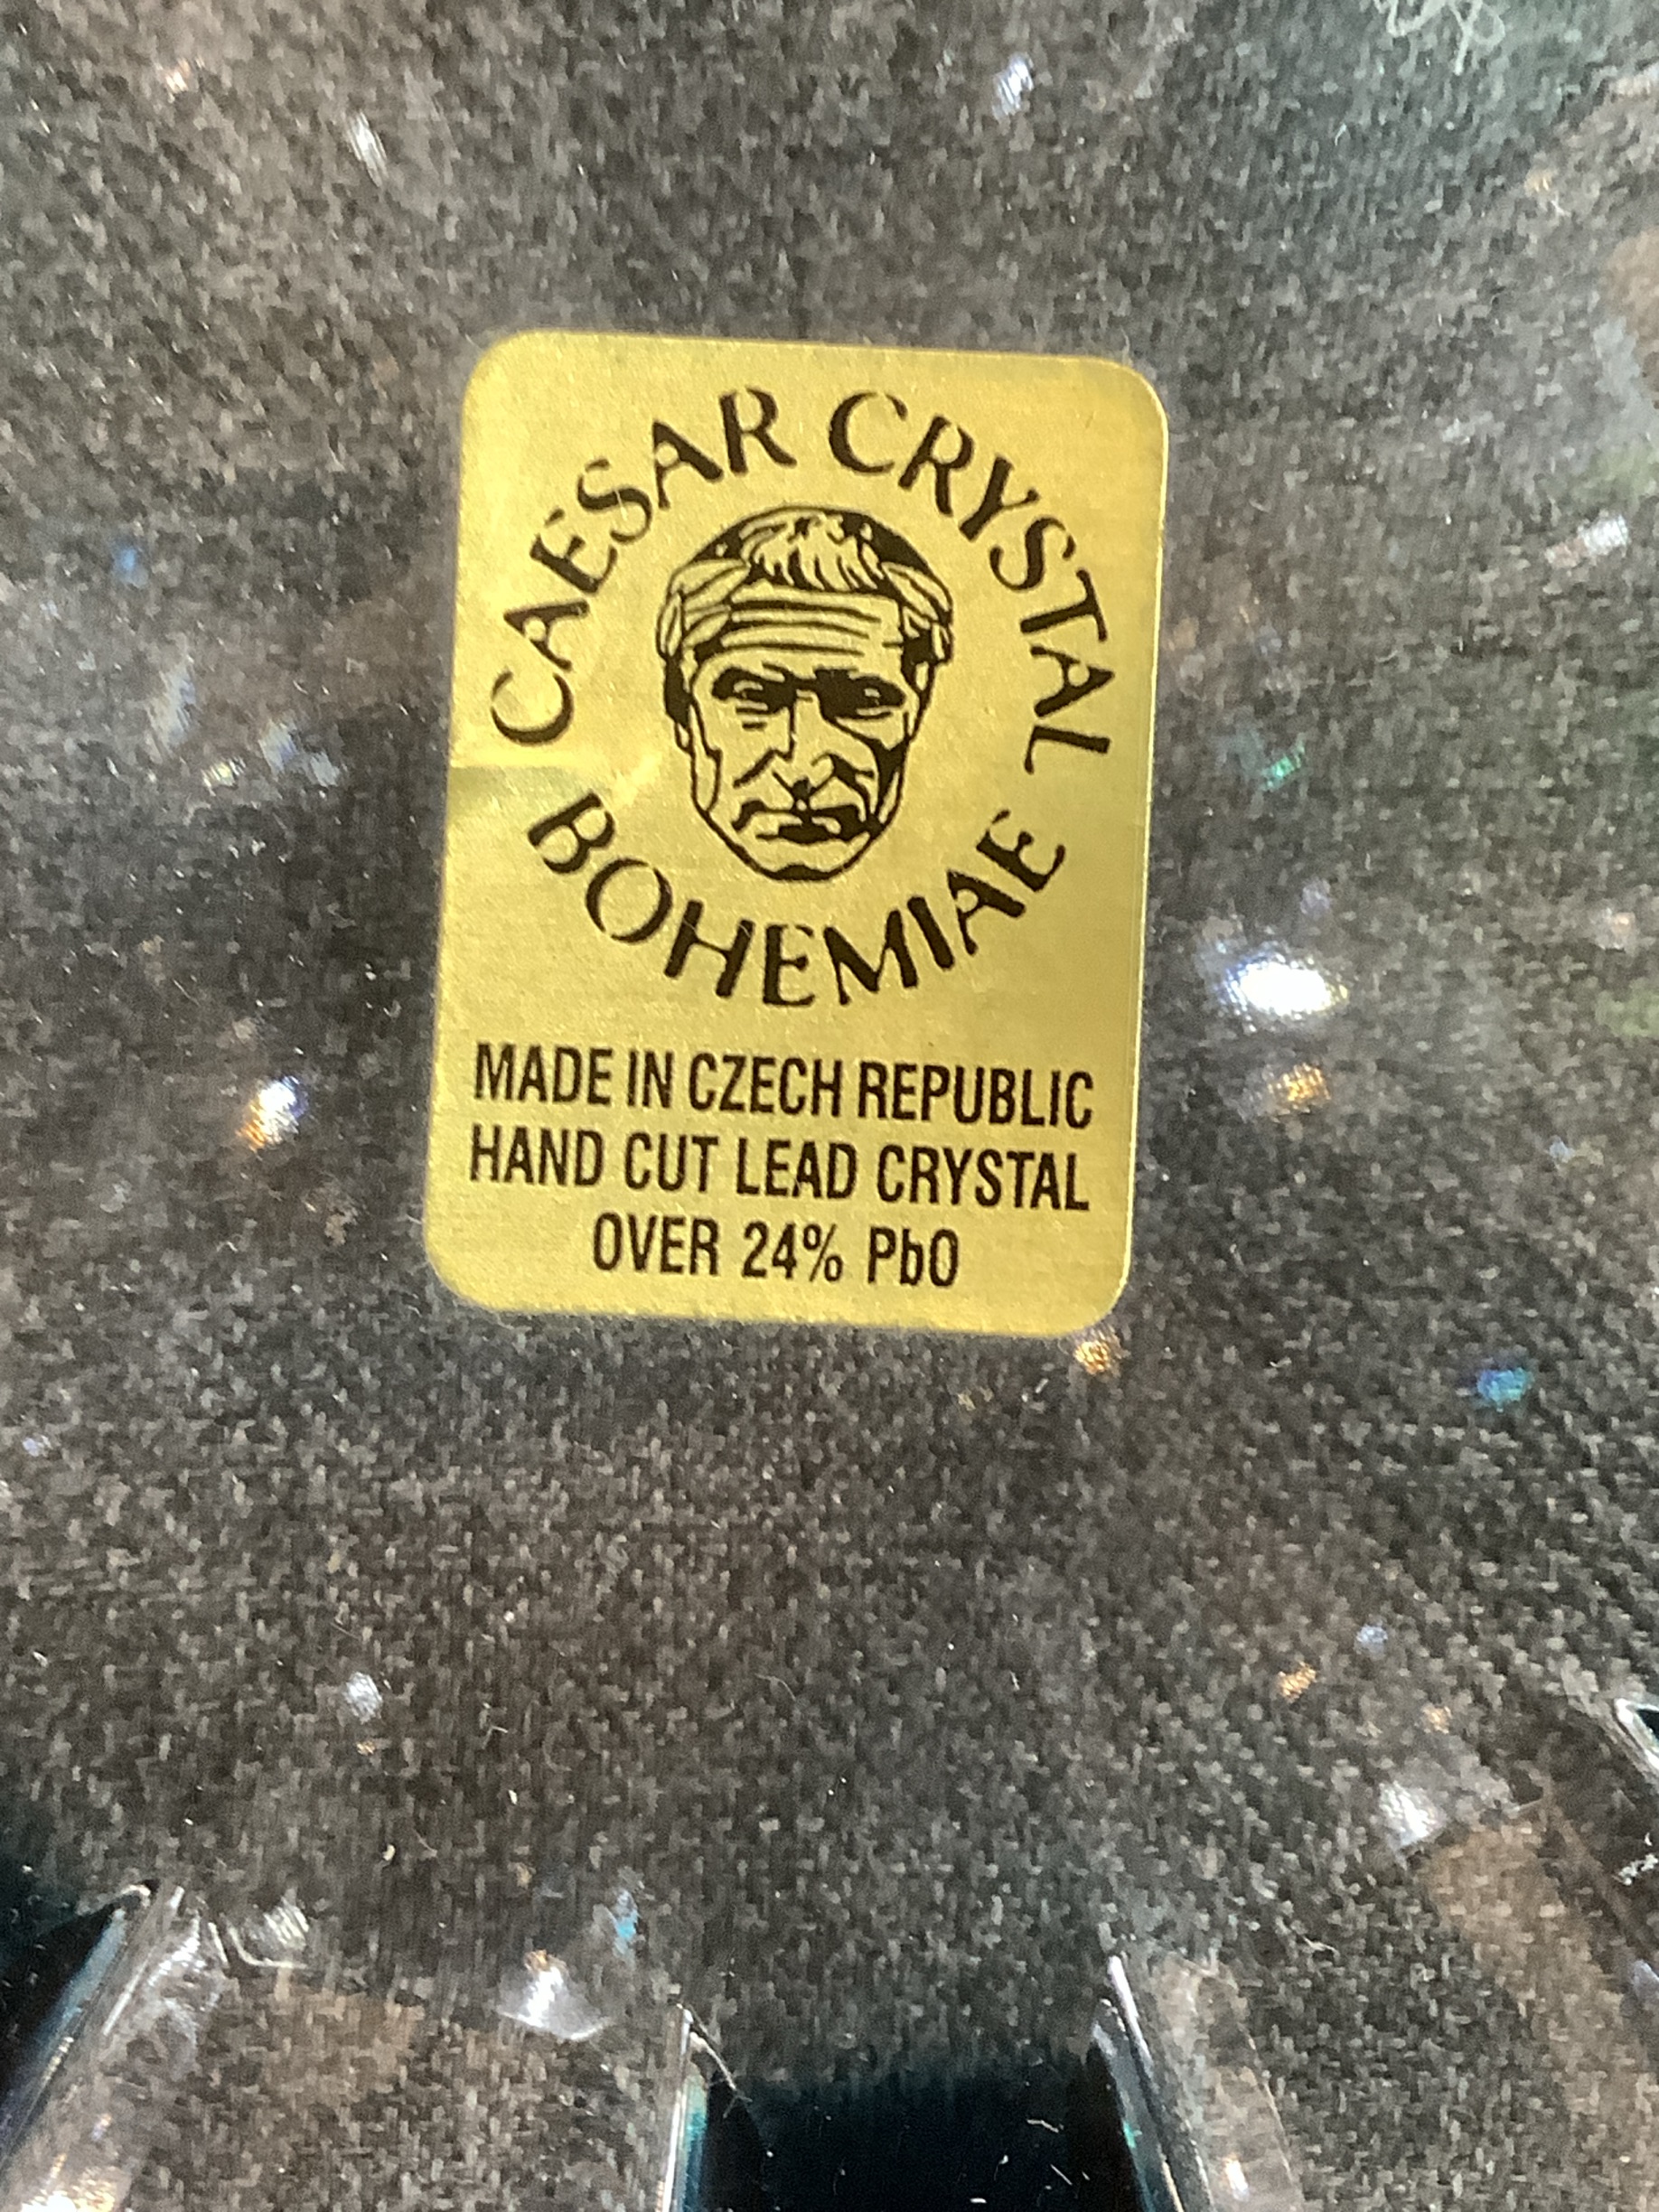 CAESAR CRYSTAL
BOHEMIAE
MADE IN CZECH REPUBLIC
HAND CUT LEAD CRYSTAL
OVER 24% PbO